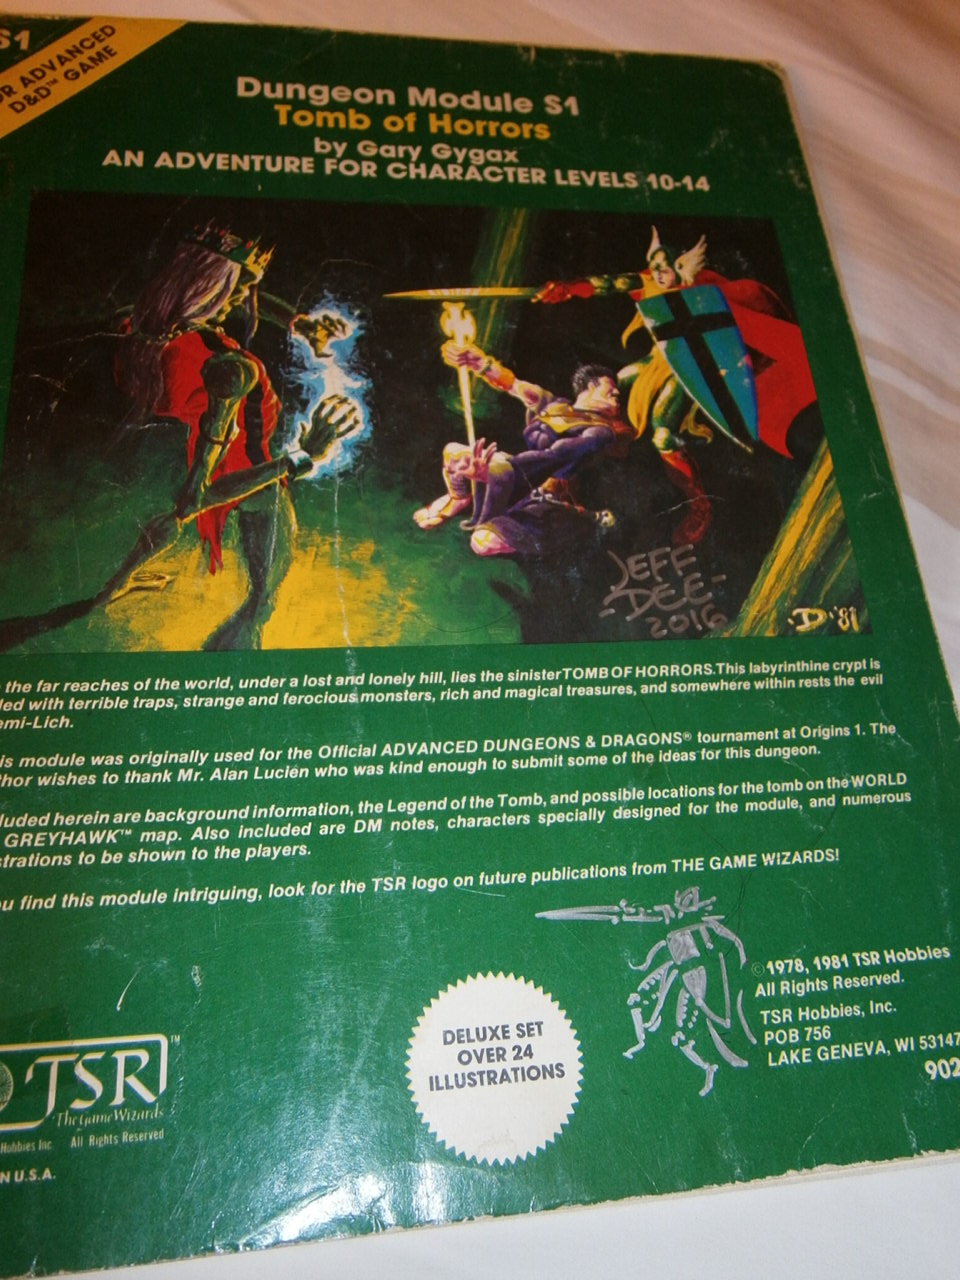 S1
ADVANCED
D&D™ GAME
Dungeon Module S1
Tomb of Horrors
by Gary Gygax
AN ADVENTURE FOR CHARACTER LEVELS 10-14
JEFF
-DEE-
2016
·D·'81
the far reaches of the world, under a lost and lonely hill, lies the sinister TOMB OF HORRORS. This labyrinthine crypt is
led with terrible traps, strange and ferocious monsters, rich and magical treasures, and somewhere within rests the evil
emi-Lich.
is module was originally used for the Official ADVANCED DUNGEONS & DRAGONS® tournament at Origins 1. The
thor wishes to thank Mr. Alan Lucien who was kind enough to submit some of the ideas for this dungeon.
luded herein are background information, the Legend of the Tomb, and possible locations for the tomb on the WORLD
GREYHAWK™ map. Also included are DM notes, characters specially designed for the module, and numerous
strations to be shown to the players.
u find this module intriguing, look for the TSR logo on future publications from THE GAME WIZARDS!
©1978, 1981 TSR Hobbies
All Rights Reserved.
TSR Hobbies, Inc.
POB 756
LAKE GENEVA, WI 53147
902
DELUXE SET
OVER 24
ILLUSTRATIONS
TSR™
The Game Wizards
Hobbies Inc. All Rights Reserved
N U.S.A.